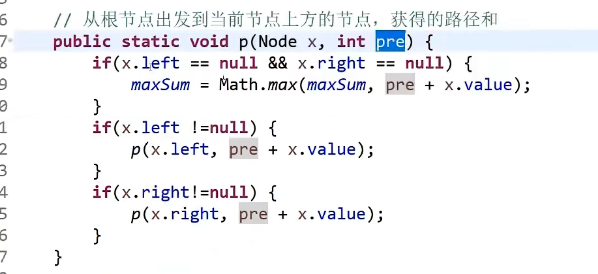 6 // 从根节点出发到当前节点上方的节点，获得的路径和
7 public static void p(Node x, int pre) {
8 if(x.left == null && x.right == null) {
9 maxSum = Math.max(maxSum, pre + x.value);
0 }
1 if(x.left !=null) {
2 p(x.left, pre + x.value);
3 }
4 if(x.right!=null) {
5 p(x.right, pre + x.value);
6 }
7 }
8